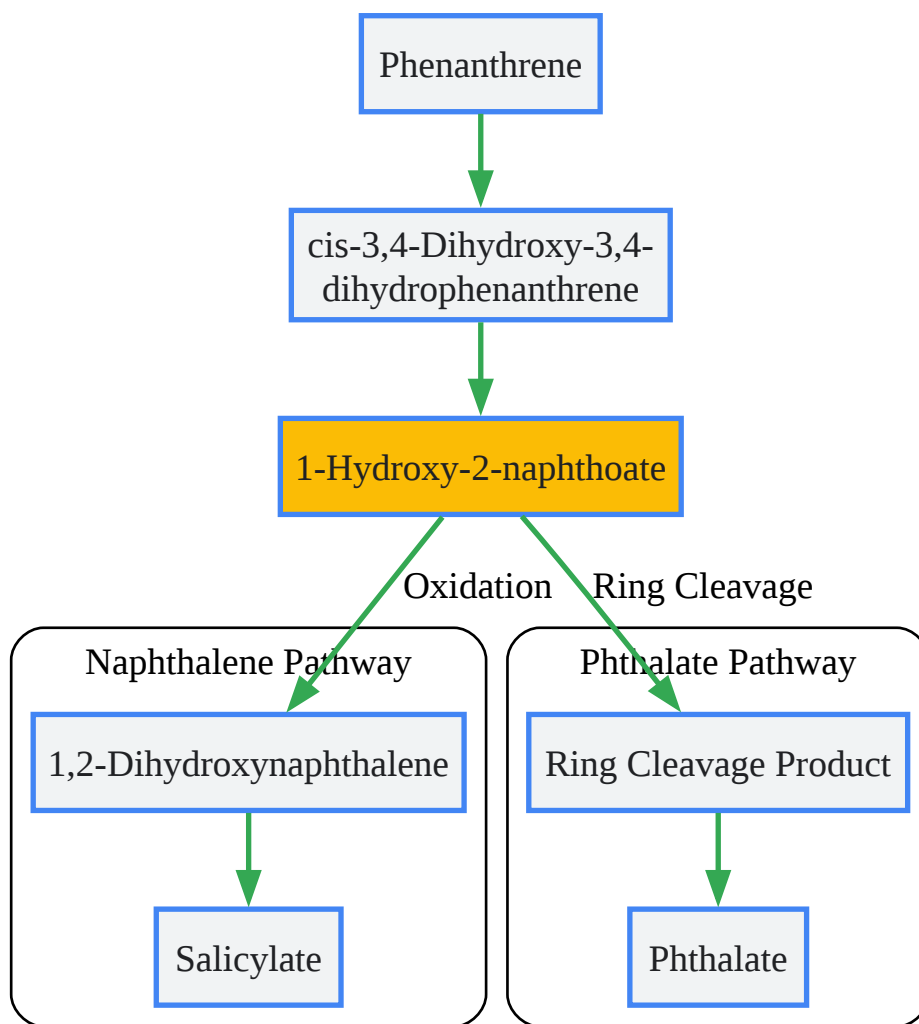 Phenanthrene
cis-3,4-Dihydroxy-3,4-
dihydrophenanthrene
1-Hydroxy-2-naphthoate
Oxidation
Ring Cleavage
Naphthalene Pathway
Phthalate Pathway
1,2-Dihydroxynaphthalene
Ring Cleavage Product
Salicylate
Phthalate